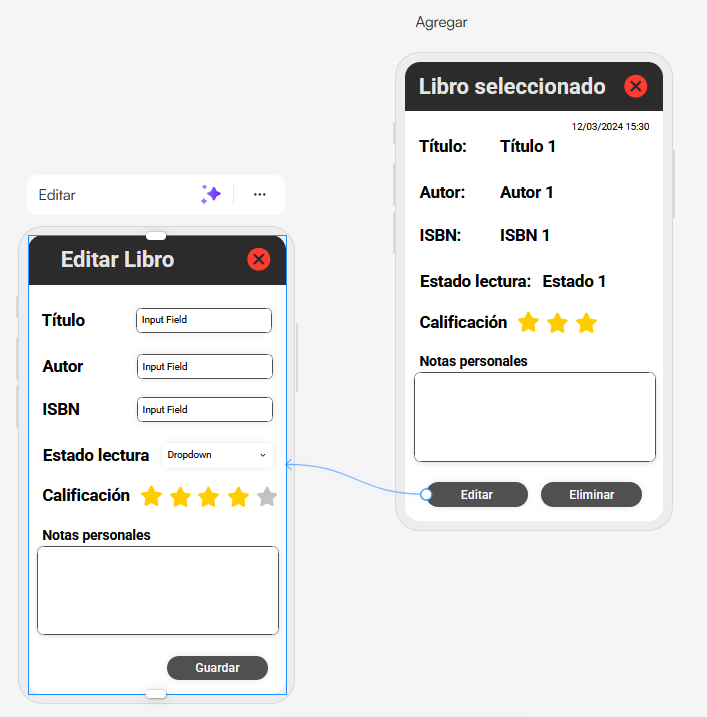 Agregar
Libro seleccionado
12/03/2024 15:30
Título: Título 1
Autor: Autor 1
ISBN: ISBN 1
Estado lectura: Estado 1
Calificación
Notas personales
Editar Eliminar
Editar
Editar Libro
Título Input Field
Autor Input Field
ISBN Input Field
Estado lectura Dropdown
Calificación
Notas personales
Guardar